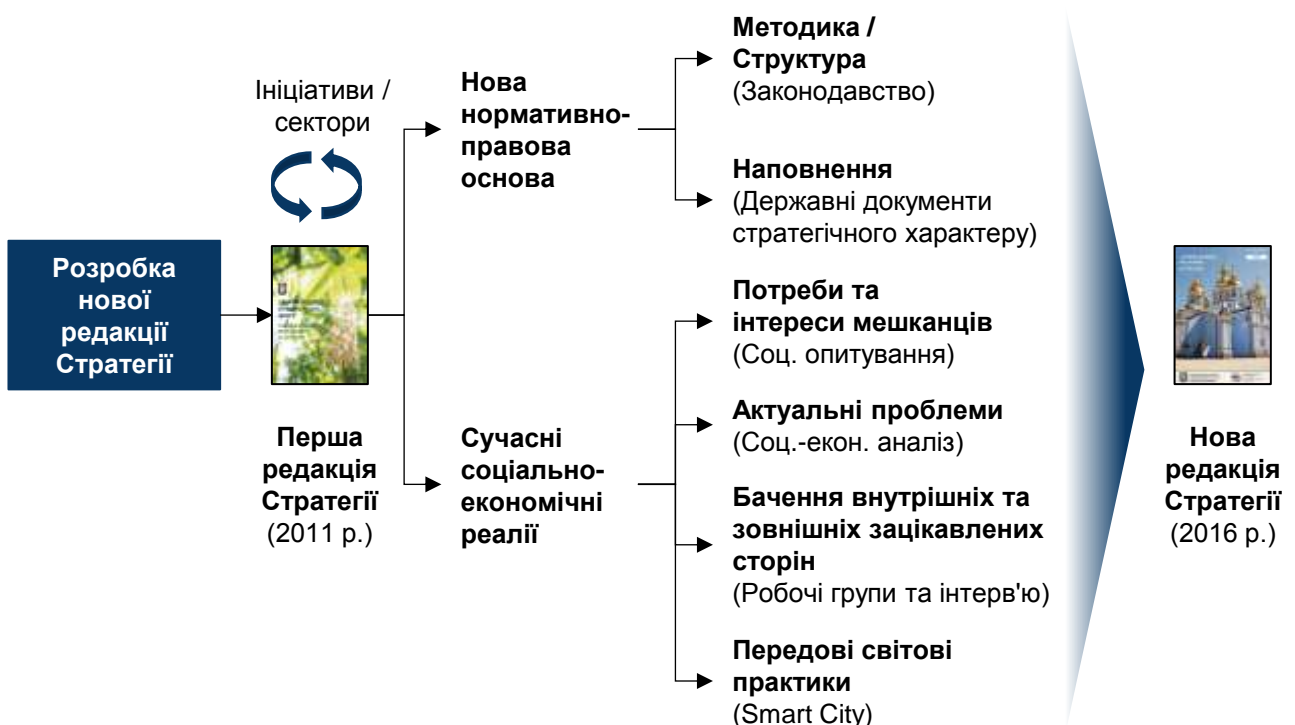 Розробка
нової
редакції
Стратегії
Ініціативи /
сектори
Перша
редакція
Стратегії
(2011 р.)
Нова
нормативно-
правова
основа
Сучасні
соціально-
економічні
реалії
Методика /
Структура
(Законодавство)
Наповнення
(Державні документи
стратегічного характеру)
Потреби та
інтереси мешканців
(Соц. опитування)
Актуальні проблеми
(Соц.-екон. аналіз)
Бачення внутрішніх та
зовнішніх зацікавлених
сторін
(Робочі групи та інтерв'ю)
Передові світові
практики
(Smart City)
Нова
редакція
Стратегії
(2016 р.)